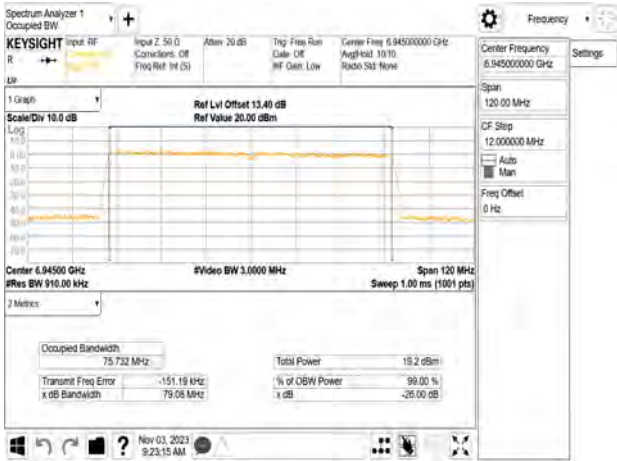 Spectrum Analyzer 1
Occupied BW
Frequency
KEYSIGHT
Input: RF
Input Z: 50 Ω
Atten: 20 dB
Trig: Free Run
Center Freq: 6.945000000 GHz
R
Corrections: Off
Gate: Off
Avg|Hold: 10/10
Freq Ref: Int (S)
#IF Gain: Low
Radio Std: None
1 Graph
Scale/Div 10.0 dB
Ref Lvl Offset 13.40 dB
Ref Value 20.00 dBm
Log
10.0
0.00
Center 6.94500 GHz
#Video BW 3.0000 MHz
Span 120 MHz
#Res BW 910.00 kHz
Sweep 1.00 ms (1001 pts)
2 Metrics
Occupied Bandwidth
75.732 MHz
Total Power
19.2 dBm
Transmit Freq Error
-151.19 kHz
% of OBW Power
99.00 %
x dB Bandwidth
79.08 MHz
x dB
-26.00 dB
Nov 03, 2023
9:23:15 AM
Center Frequency
6.945000000 GHz
Settings
Span
120.00 MHz
CF Step
12.000000 MHz
Auto
Man
Freq Offset
0 Hz